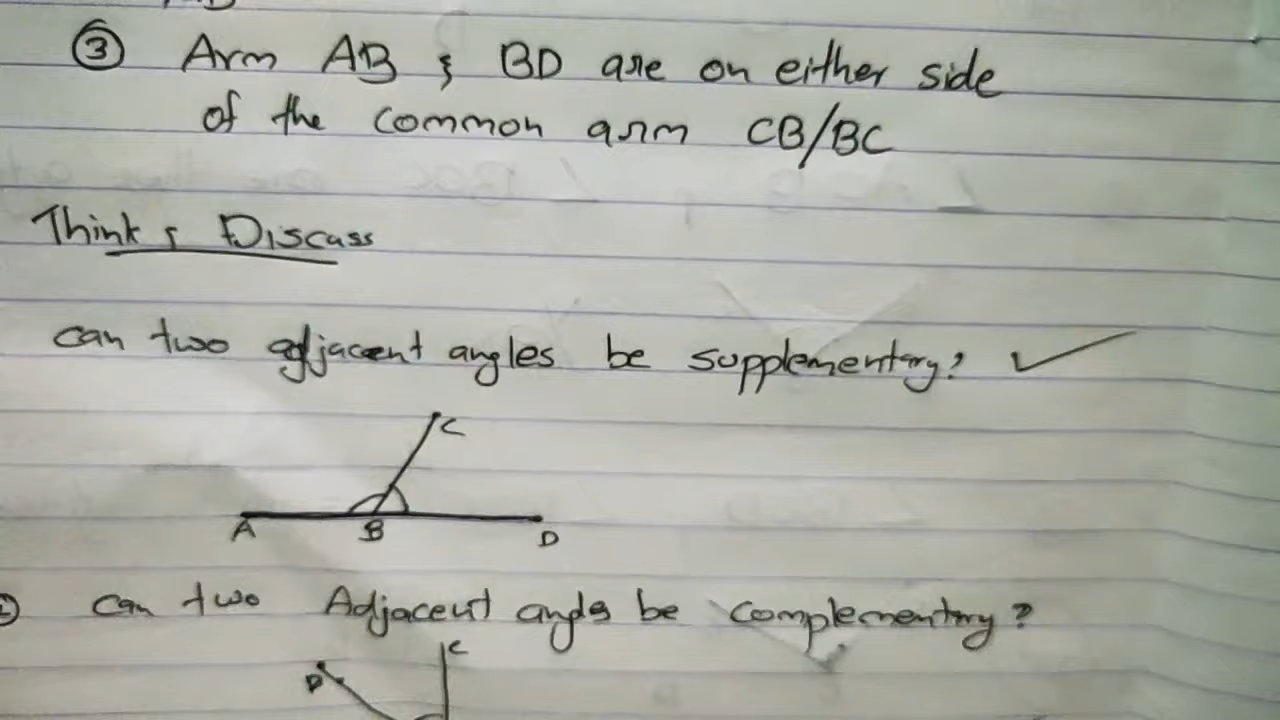 ③ Arm AB & BD are on either side
of the common arm CB/BC
Think & Discuss
can two adjacent angles be supplementary? ✓
C
A B D
can two Adjacent angles be complementary?
C
D